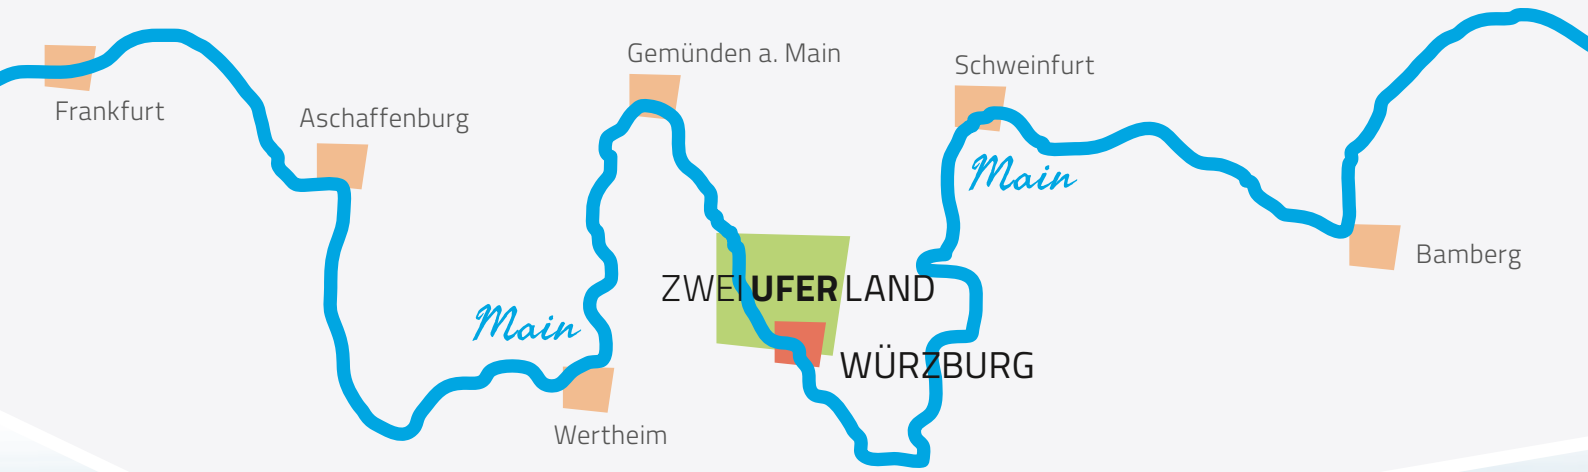 Frankfurt
Aschaffenburg
Gemünden a. Main
Schweinfurt
Main
Bamberg
ZWEIUFERLAND
Main
WÜRZBURG
Wertheim